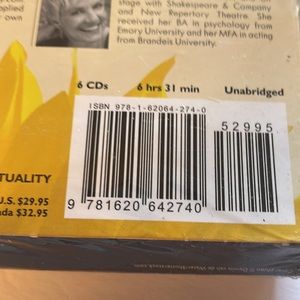 on
pplied
r own
stage with Shakespeare & Company
and New Repertory Theatre. She
received her BA in psychology from
Emory University and her MFA in acting
from Brandeis University.
6 CDs 6 hrs 31 min Unabridged
ISBN 978-1-62064-274-0
52995
9 781620 642740
TUALITY
U.S. $29.95
ada $32.95